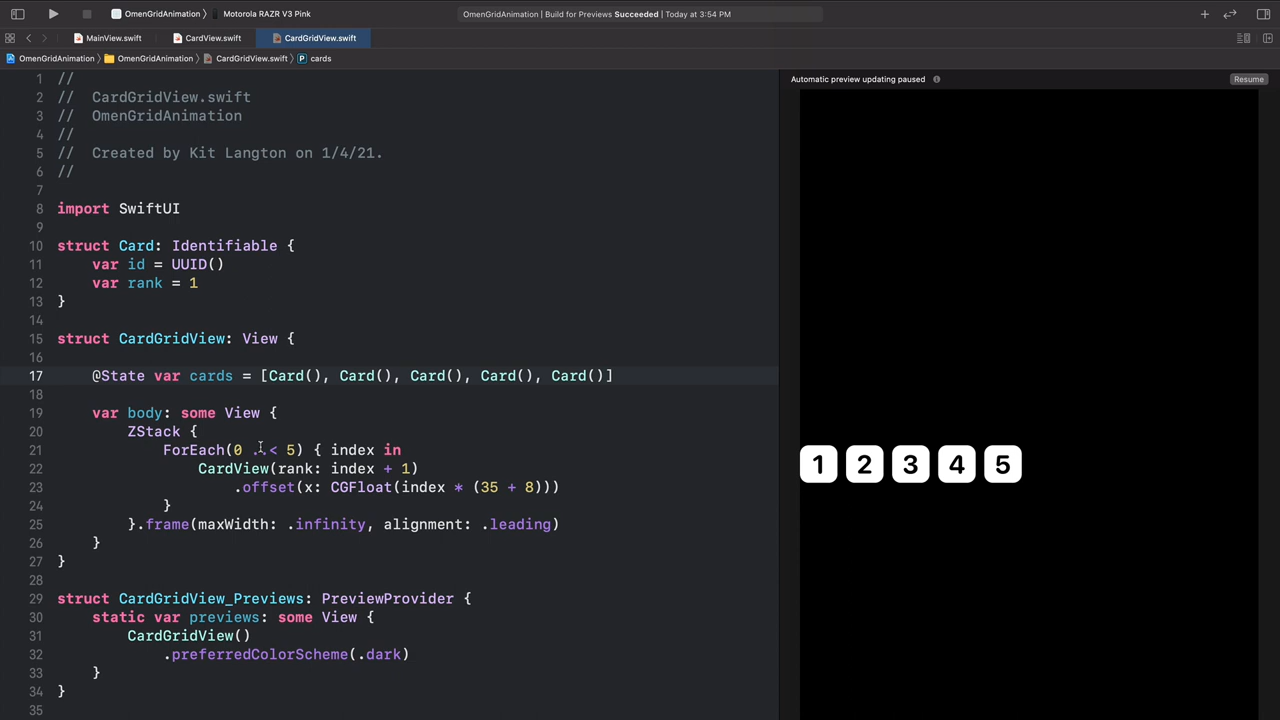 OmenGridAnimation
Motorola RAZR V3 Pink
OmenGridAnimation | Build for Previews Succeeded | Today at 3:54 PM
MainView.swift
CardView.swift
CardGridView.swift
OmenGridAnimation
OmenGridAnimation
CardGridView.swift
P cards
1 //
2 // CardGridView.swift
3 // OmenGridAnimation
4 //
5 // Created by Kit Langton on 1/4/21.
6 //
7
8 import SwiftUI
9
10 struct Card: Identifiable {
11 var id = UUID()
12 var rank = 1
13 }
14
15 struct CardGridView: View {
16
17 @State var cards = [Card(), Card(), Card(), Card(), Card()]
18
19 var body: some View {
20 ZStack {
21 ForEach(0 ..< 5) { index in
22 CardView(rank: index + 1)
23 .offset(x: CGFloat(index * (35 + 8)))
24 }
25 }.frame(maxWidth: .infinity, alignment: .leading)
26 }
27 }
28
29 struct CardGridView_Previews: PreviewProvider {
30 static var previews: some View {
31 CardGridView()
32 .preferredColorScheme(.dark)
33 }
34 }
35
Automatic preview updating paused
Resume
1 2 3 4 5